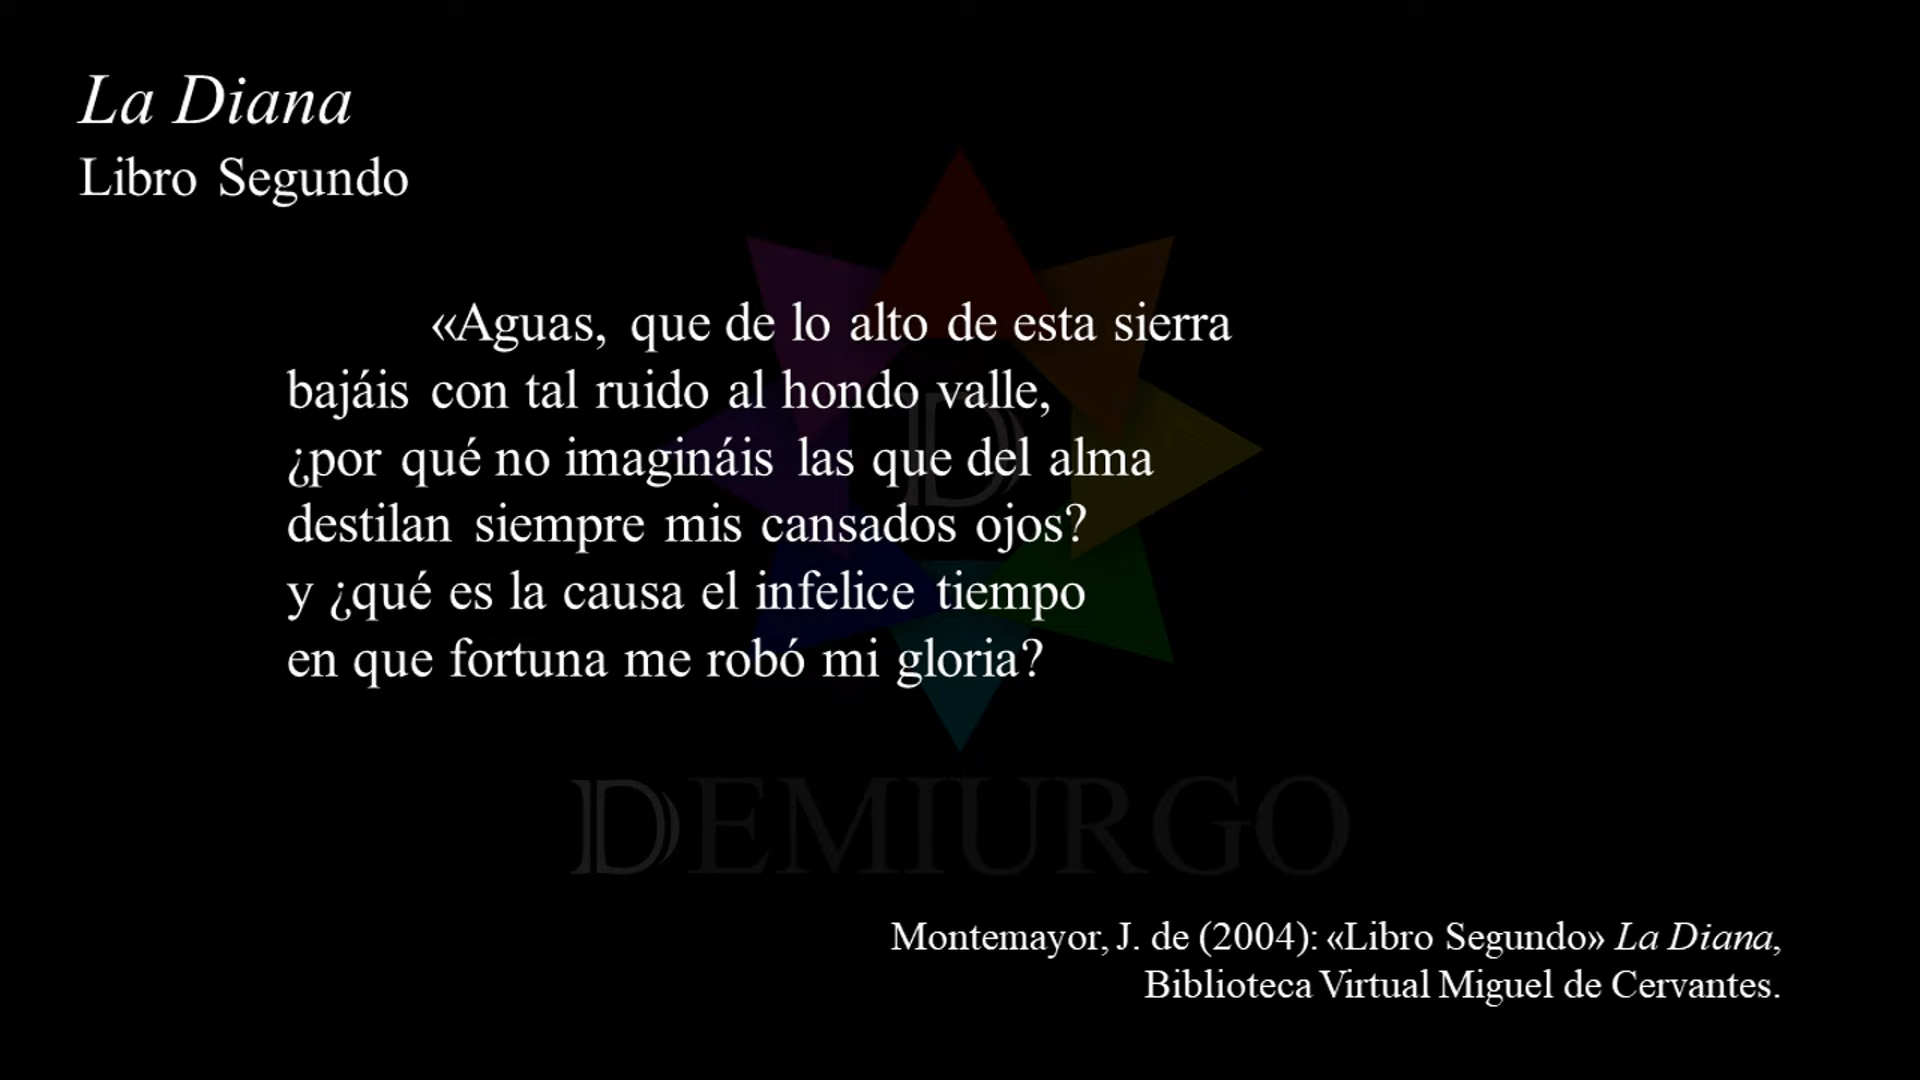 La Diana
Libro Segundo
«Aguas, que de lo alto de esta sierra
bajáis con tal ruido al hondo valle,
¿por qué no imagináis las que del alma
destilan siempre mis cansados ojos?
y ¿qué es la causa el infelice tiempo
en que fortuna me robó mi gloria?
D
DEMIURGO
Montemayor, J. de (2004): «Libro Segundo» La Diana,
Biblioteca Virtual Miguel de Cervantes.